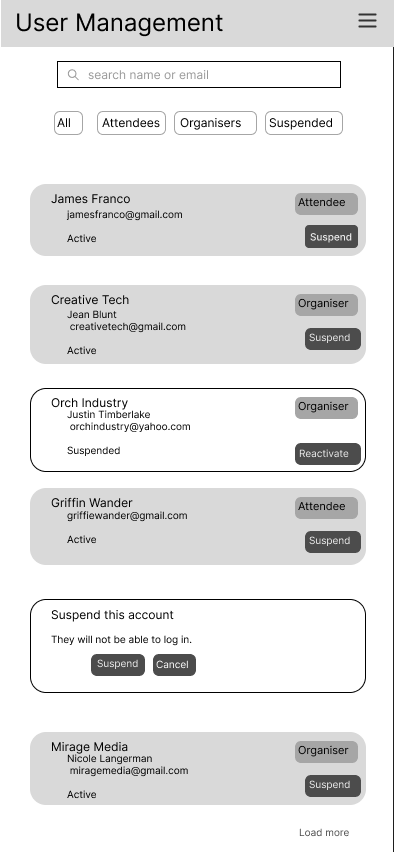 User Management
search name or email
All Attendees Organisers Suspended
James Franco Attendee
jamesfranco@gmail.com
Active Suspend
Creative Tech Organiser
Jean Blunt
creativetech@gmail.com Suspend
Active
Orch Industry Organiser
Justin Timberlake
orchindustry@yahoo.com
Suspended Reactivate
Griffin Wander Attendee
griffiewander@gmail.com
Active Suspend
Suspend this account
They will not be able to log in.
Suspend Cancel
Mirage Media Organiser
Nicole Langerman
miragemedia@gmail.com
Active Suspend
Load more